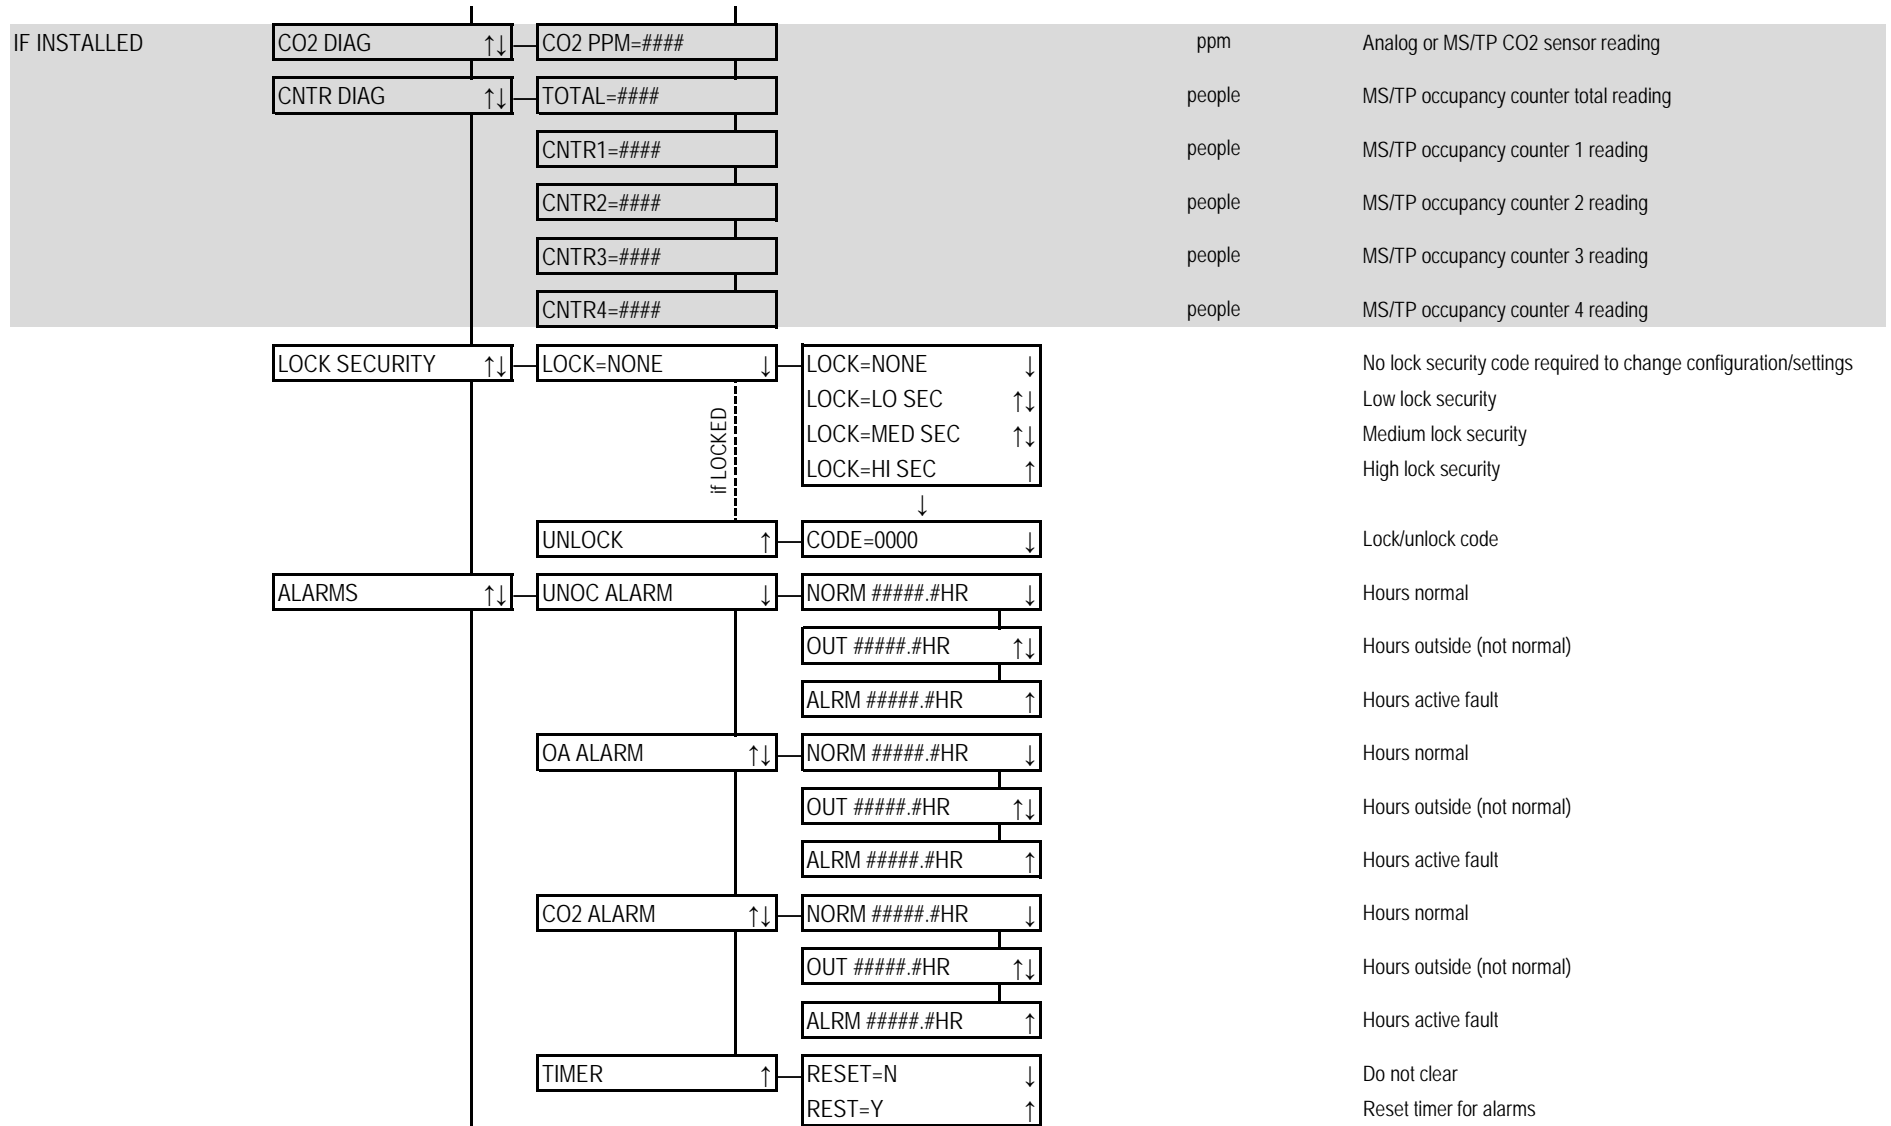 IF INSTALLED CO2 DIAG ↑↓ CO2 PPM=#### ppm Analog or MS/TP CO2 sensor reading
CNTR DIAG ↑↓ TOTAL=#### people MS/TP occupancy counter total reading
CNTR1=#### people MS/TP occupancy counter 1 reading
CNTR2=#### people MS/TP occupancy counter 2 reading
CNTR3=#### people MS/TP occupancy counter 3 reading
CNTR4=#### people MS/TP occupancy counter 4 reading
LOCK SECURITY ↑↓ LOCK=NONE ↓ LOCK=NONE ↓ No lock security code required to change configuration/settings
LOCK=LO SEC ↑↓ Low lock security
LOCK=MED SEC ↑↓ Medium lock security
LOCK=HI SEC ↑ High lock security
if LOCKED
↓
UNLOCK ↑ CODE=0000 ↓ Lock/unlock code
ALARMS ↑↓ UNOC ALARM ↓ NORM #####.#HR ↓ Hours normal
OUT #####.#HR ↑↓ Hours outside (not normal)
ALRM #####.#HR ↑ Hours active fault
OA ALARM ↑↓ NORM #####.#HR ↓ Hours normal
OUT #####.#HR ↑↓ Hours outside (not normal)
ALRM #####.#HR ↑ Hours active fault
CO2 ALARM ↑↓ NORM #####.#HR ↓ Hours normal
OUT #####.#HR ↑↓ Hours outside (not normal)
ALRM #####.#HR ↑ Hours active fault
TIMER ↑ RESET=N ↓ Do not clear
REST=Y ↑ Reset timer for alarms